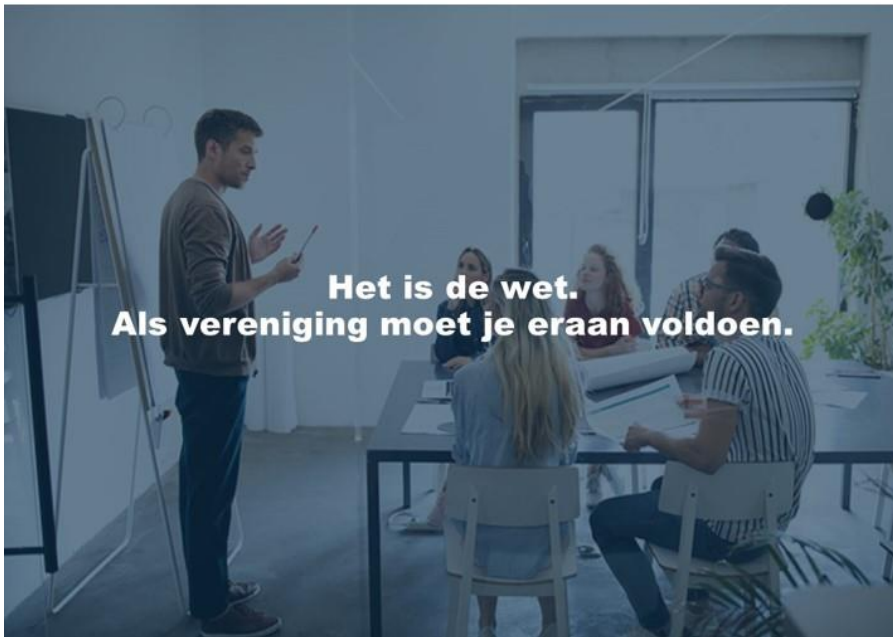 Het is de wet.
Als vereniging moet je eraan voldoen.